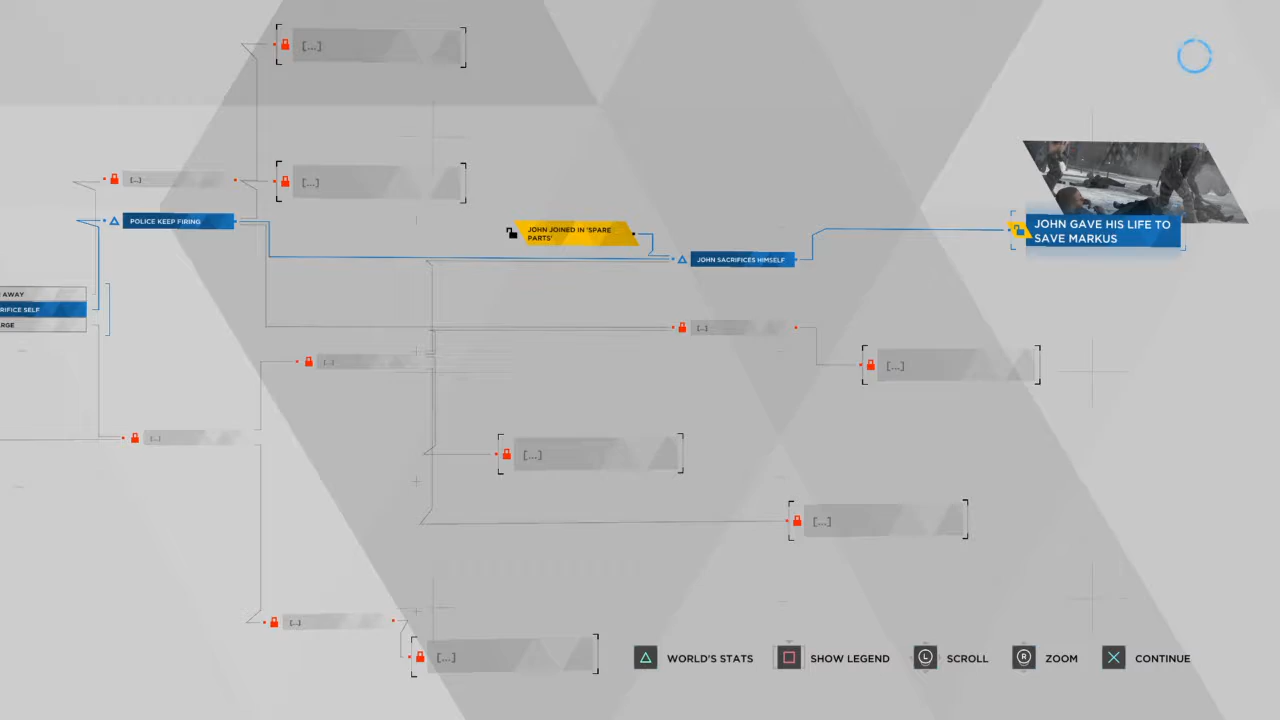 [...]
[...]
[...]
POLICE KEEP FIRING
JOHN JOINED IN 'SPARE
PARTS'
JOHN GAVE HIS LIFE TO
SAVE MARKUS
JOHN SACRIFICES HIMSELF
AWAY
RIFICE SELF
RGE
[...]
[...]
[...]
[...]
[...]
[...]
[...]
[...]
WORLD'S STATS
SHOW LEGEND
L
SCROLL
R
ZOOM
CONTINUE